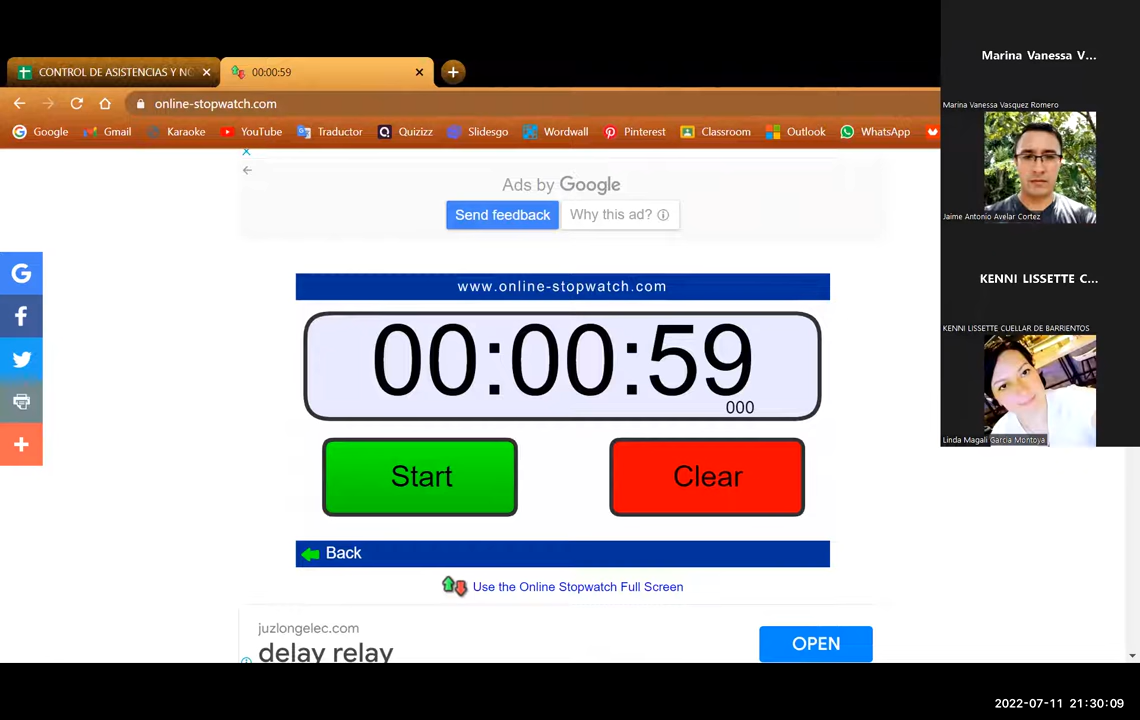 CONTROL DE ASISTENCIAS Y NO
00:00:59
online-stopwatch.com
Google
Gmail
Karaoke
YouTube
Traductor
Quizizz
Slidesgo
Wordwall
Pinterest
Classroom
Outlook
WhatsApp
Ads by Google
Send feedback
Why this ad?
www.online-stopwatch.com
00:00:59
000
Start
Clear
Back
Use the Online Stopwatch Full Screen
juzlongelec.com
delay relay
OPEN
Marina Vanessa V...
Marina Vanessa Vasquez Romero
Jaime Antonio Avelar Cortez
KENNI LISSETTE C...
KENNI LISSETTE CUELLAR DE BARRIENTOS
Linda Magali Garcia Montoya
2022-07-11 21:30:09